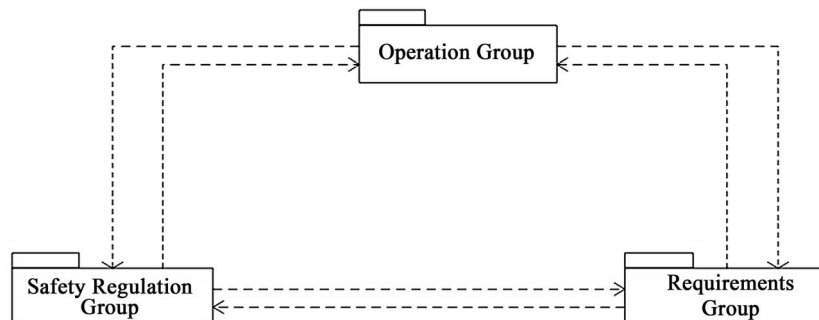 Operation Group
Safety Regulation
Group
Requirements
Group